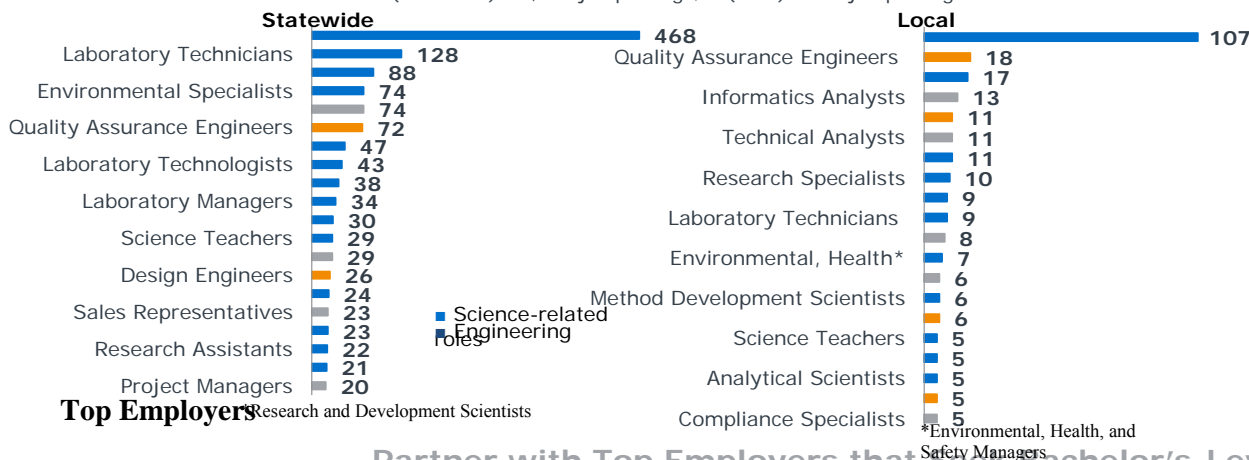 Statewide
468
Laboratory Technicians 128
88
Environmental Specialists 74
74
Quality Assurance Engineers 72
47
Laboratory Technologists 43
38
Laboratory Managers 34
30
Science Teachers 29
29
Design Engineers 26
24
Sales Representatives 23
23
Research Assistants 22
21
Project Managers 20
Science-related
roles
Engineering
Top Employers
*Research and Development Scientists
Local
107
Quality Assurance Engineers 18
17
Informatics Analysts 13
11
Technical Analysts 11
11
Research Specialists 10
9
Laboratory Technicians 9
8
Environmental, Health* 7
6
Method Development Scientists 6
6
Science Teachers 5
5
Analytical Scientists 5
5
Compliance Specialists 5
*Environmental, Health, and
Safety Managers
Partner with Top Employers that